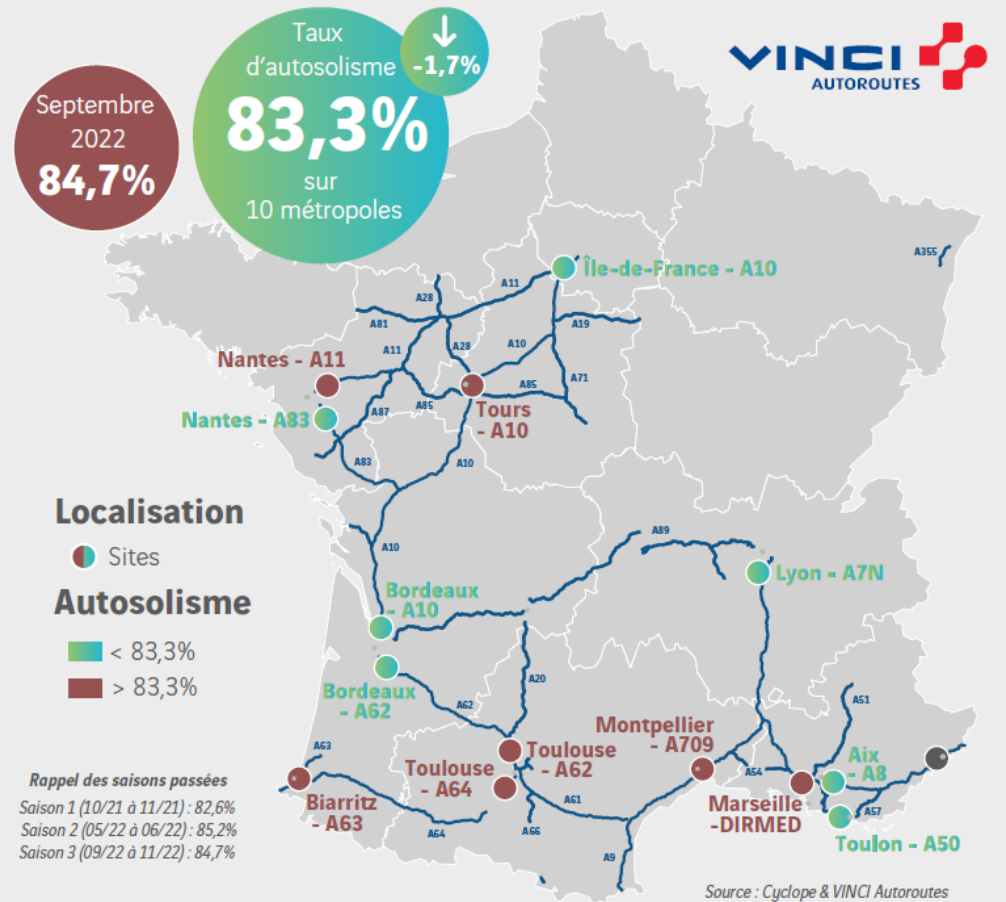 Taux
d'autosolisme
83,3%
sur
10 métropoles
↓
-1,7%
VINCI
AUTOROUTES
Septembre
2022
84,7%
A355
Île-de-France - A10
A11
A28
A81
A19
A10
A28
A11
Nantes - A11
A71
A85
A85
A87
Nantes - A83
Tours
- A10
A83
A10
Localisation
Sites
Autosolisme
< 83,3%
> 83,3%
A10
A89
Lyon - A7N
Bordeaux
- A10
Bordeaux
- A62
A20
A62
A51
Montpellier
- A709
A63
Toulouse
- A62
Toulouse
- A64
Aix
- A8
A54
Biarritz
- A63
A61
Marseille
-DIRMED
A57
A64
A66
Toulon - A50
A9
Rappel des saisons passées
Saison 1 (10/21 à 11/21) : 82,6%
Saison 2 (05/22 à 06/22) : 85,2%
Saison 3 (09/22 à 11/22) : 84,7%
Source : Cyclope & VINCI Autoroutes